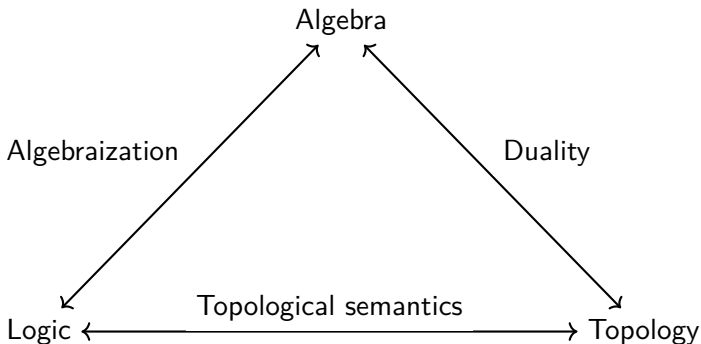 Algebra
Algebraization
Duality
Topological semantics
Logic
Topology